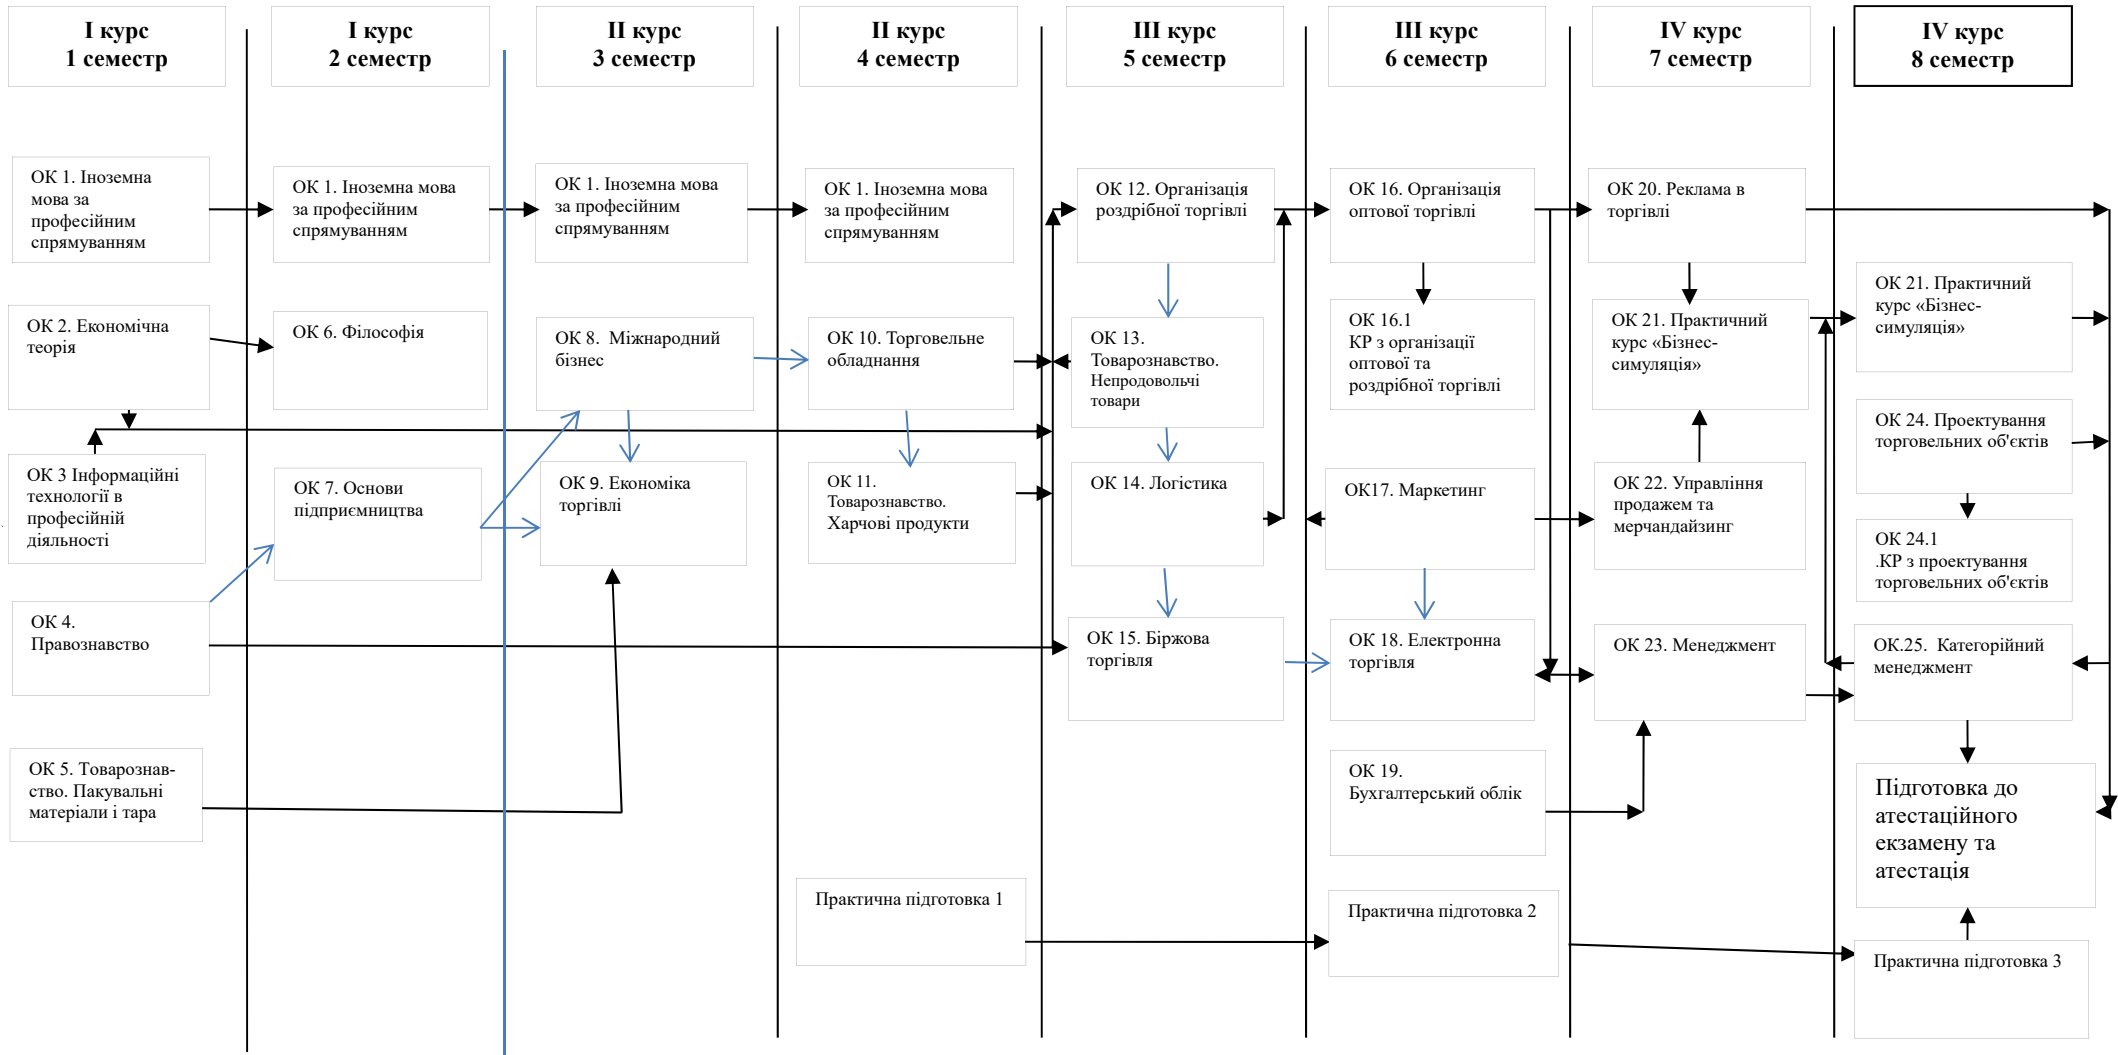 І курс
1 семестр
І курс
2 семестр
ІІ курс
3 семестр
ІІ курс
4 семестр
ІІІ курс
5 семестр
ІІІ курс
6 семестр
IV курс
7 семестр
IV курс
8 семестр
ОК 1. Іноземна
мова за
професійним
спрямуванням
ОК 2. Економічна
теорія
ОК 3 Інформаційні
технології в
професійній
діяльності
ОК 4.
Правознавство
ОК 5. Товарознав-
ство. Пакувальні
матеріали і тара
ОК 1. Іноземна мова
за професійним
спрямуванням
ОК 6. Філософія
ОК 7. Основи
підприємництва
ОК 1. Іноземна мова
за професійним
спрямуванням
ОК 8.  Міжнародний
бізнес
ОК 9. Економіка
торгівлі
ОК 1. Іноземна мова
за професійним
спрямуванням
ОК 10. Торговельне
обладнання
ОК 11.
Товарознавство.
Харчові продукти
Практична підготовка 1
ОК 12. Організація
роздрібної торгівлі
ОК 13.
Товарознавство.
Непродовольчі
товари
ОК 14. Логістика
ОК 15. Біржова
торгівля
ОК 16. Організація
оптової торгівлі
ОК 16.1
КР з організації
оптової та
роздрібної торгівлі
ОК17. Маркетинг
ОК 18. Електронна
торгівля
ОК 19.
Бухгалтерський облік
Практична підготовка 2
ОК 20. Реклама в
торгівлі
ОК 21. Практичний
курс «Бізнес-
симуляція»
ОК 22. Управління
продажем та
мерчандайзинг
ОК 23. Менеджмент
ОК 21. Практичний
курс «Бізнес-
симуляція»
ОК 24. Проектування
торговельних об'єктів
ОК 24.1
.КР з проектування
торговельних об'єктів
ОК.25.  Категорійний
менеджмент
Підготовка до
атестаційного
екзамену та
атестація
Практична підготовка 3